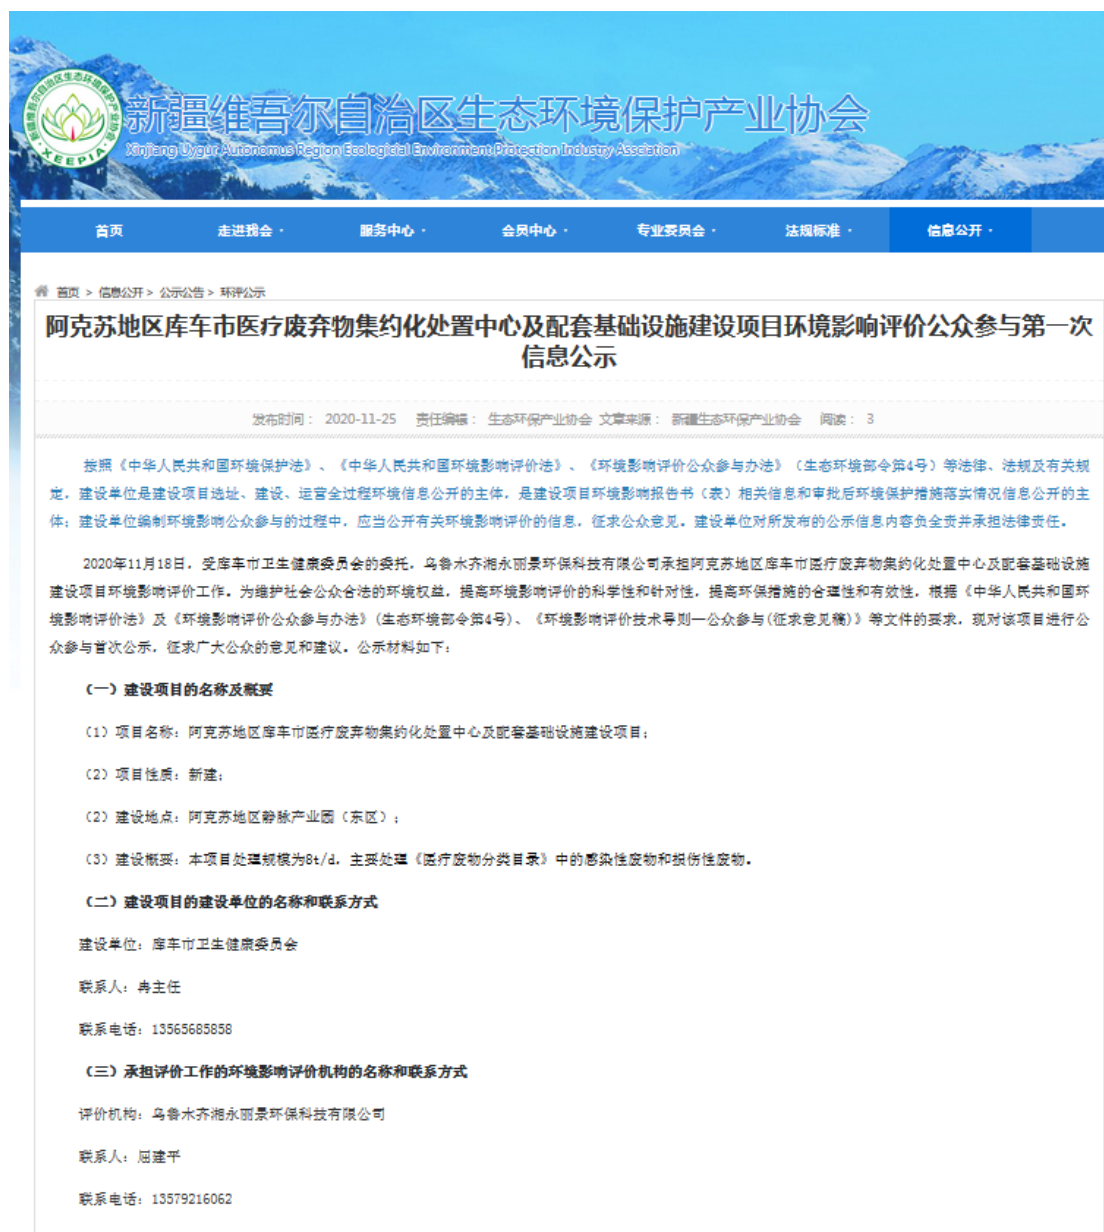 新疆维吾尔自治区生态环境保护产业协会
Xinjiang Uygur Autonomous Region Ecological Environment Protection Industry Assciation
新疆维吾尔自治区生态环境保护产业协会
XEEPIA
首页 走进我会 服务中心 会员中心 专业委员会 法规标准 信息公开
首页 > 信息公开 > 公示公告 > 环评公示
阿克苏地区库车市医疗废弃物集约化处置中心及配套基础设施建设项目环境影响评价公众参与第一次
信息公示
发布时间： 2020-11-25 责任编辑： 生态环保产业协会 文章来源： 新疆生态环保产业协会 阅读： 3
按照《中华人民共和国环境保护法》、《中华人民共和国环境影响评价法》、《环境影响评价公众参与办法》（生态环境部令第4号）等法律、法规及有关规
定，建设单位是建设项目选址、建设、运营全过程环境信息公开的主体，是建设项目环境影响报告书（表）相关信息和审批后环境保护措施落实情况信息公开的主
体；建设单位编制环境影响公众参与的过程中，应当公开有关环境影响评价的信息，征求公众意见。建设单位对所发布的公示信息内容负全责并承担法律责任。
2020年11月18日，受库车市卫生健康委员会的委托，乌鲁木齐湘永丽景环保科技有限公司承担阿克苏地区库车市医疗废弃物集约化处置中心及配套基础设施
建设项目环境影响评价工作。为维护社会公众合法的环境权益，提高环境影响评价的科学性和针对性，提高环保措施的合理性和有效性，根据《中华人民共和国环
境影响评价法》及《环境影响评价公众参与办法》(生态环境部令第4号)、《环境影响评价技术导则—公众参与(征求意见稿)》等文件的要求，现对该项目进行公
众参与首次公示，征求广大公众的意见和建议。公示材料如下：
（一）建设项目的名称及概要
（1）项目名称：阿克苏地区库车市医疗废弃物集约化处置中心及配套基础设施建设项目；
（2）项目性质：新建；
（2）建设地点：阿克苏地区静脉产业园（东区）；
（3）建设概要：本项目处理规模为8t/d，主要处理《医疗废物分类目录》中的感染性废物和损伤性废物。
（二）建设项目的建设单位的名称和联系方式
建设单位：库车市卫生健康委员会
联系人：冉主任
联系电话：13565685858
（三）承担评价工作的环境影响评价机构的名称和联系方式
评价机构：乌鲁木齐湘永丽景环保科技有限公司
联系人：屈建平
联系电话：13579216062